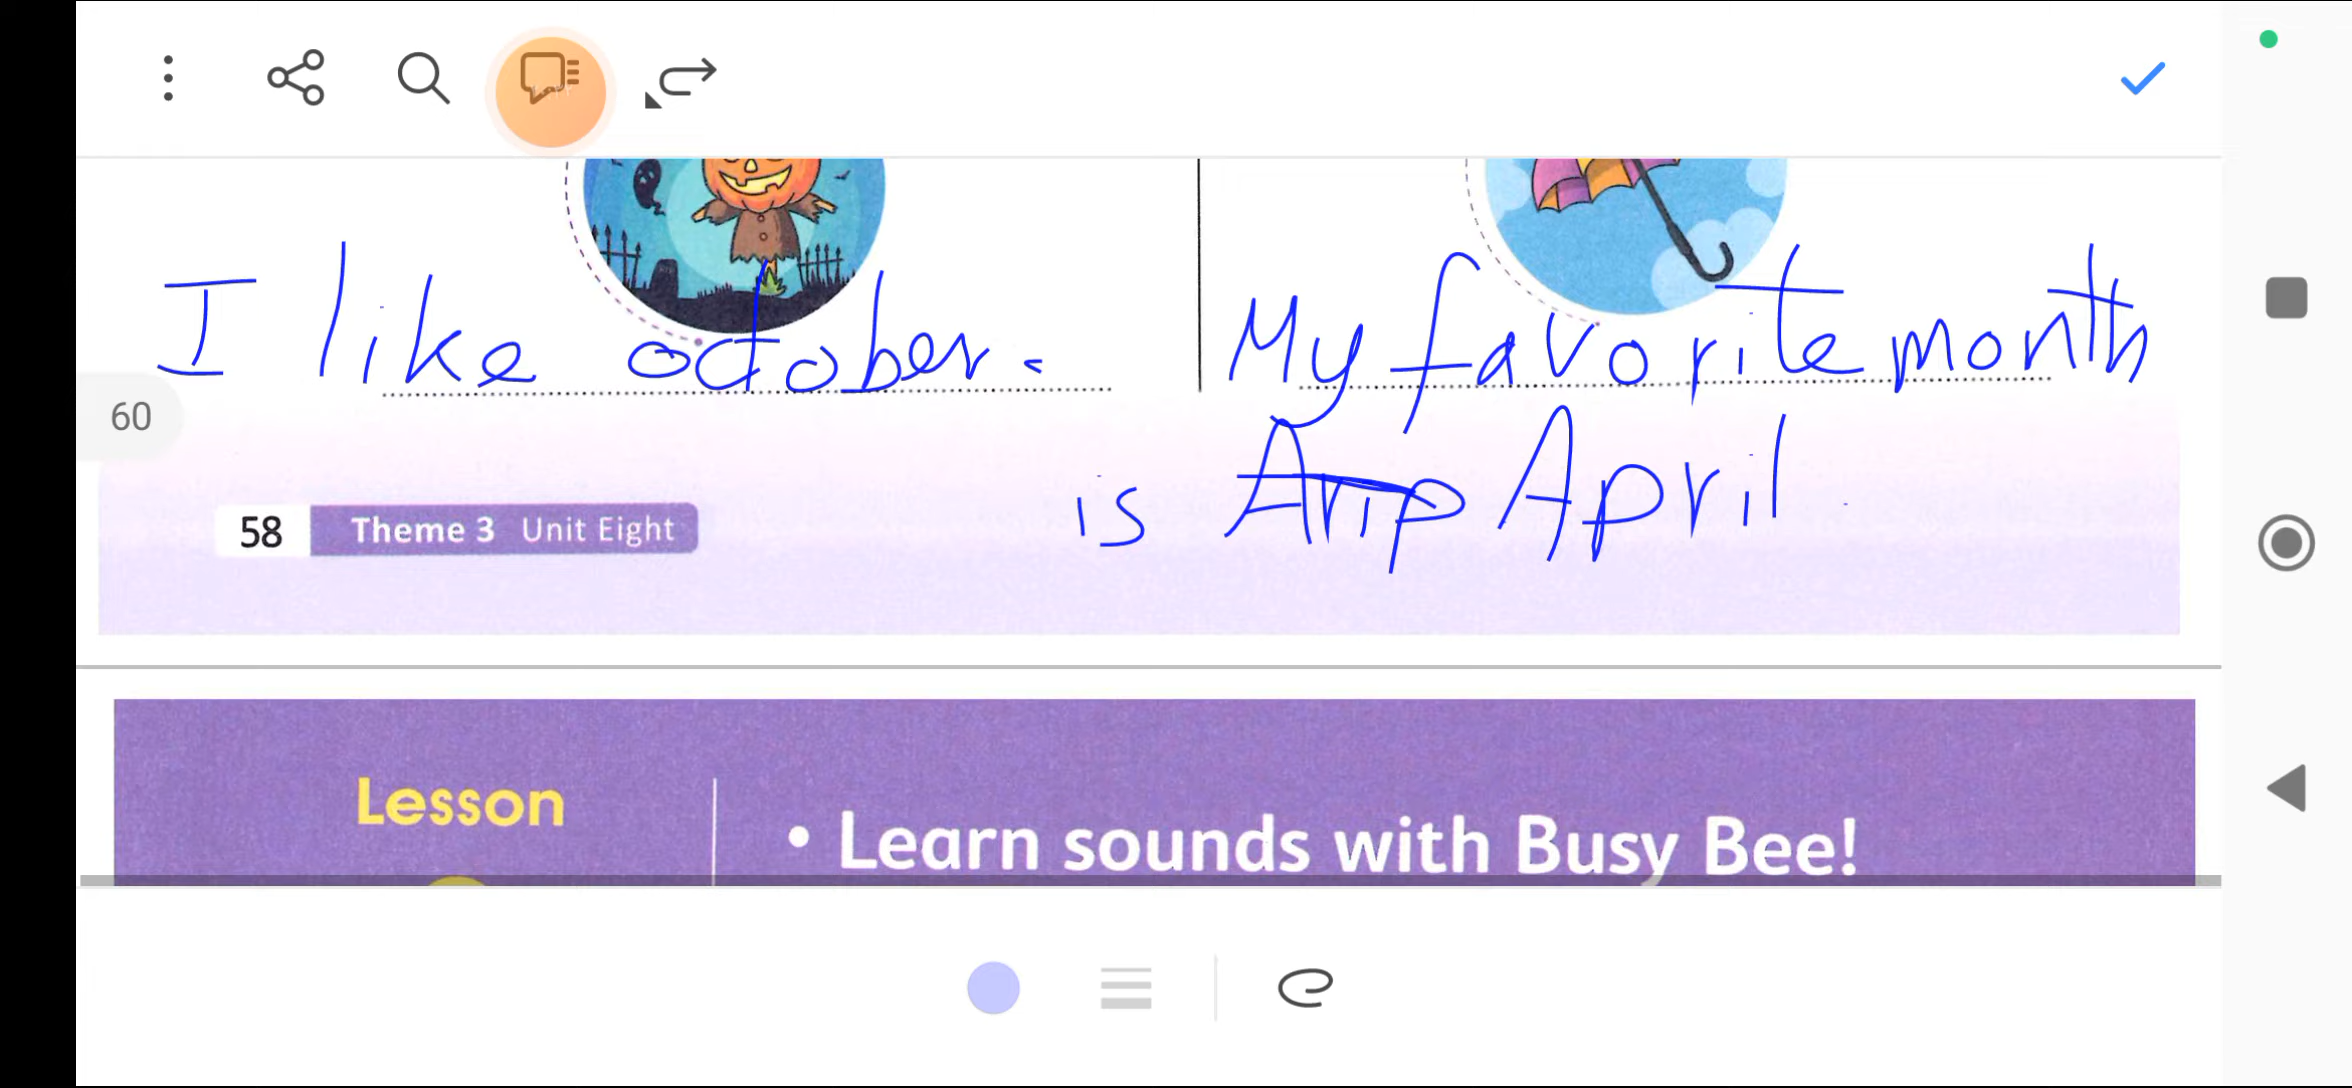 I like october.
My favorite month
is Arip April
60
58 Theme 3 Unit Eight
Lesson
• Learn sounds with Busy Bee!